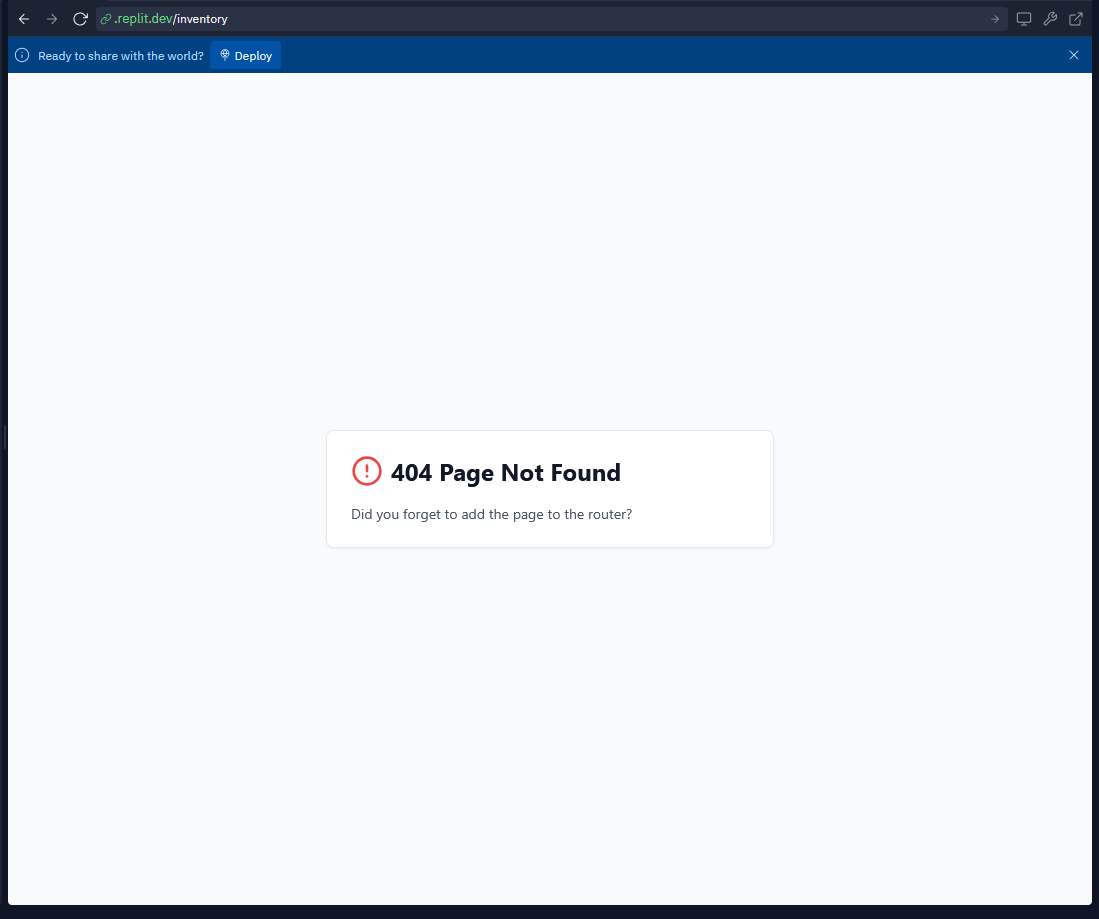 .replit.dev/inventory
Ready to share with the world? Deploy
404 Page Not Found
Did you forget to add the page to the router?